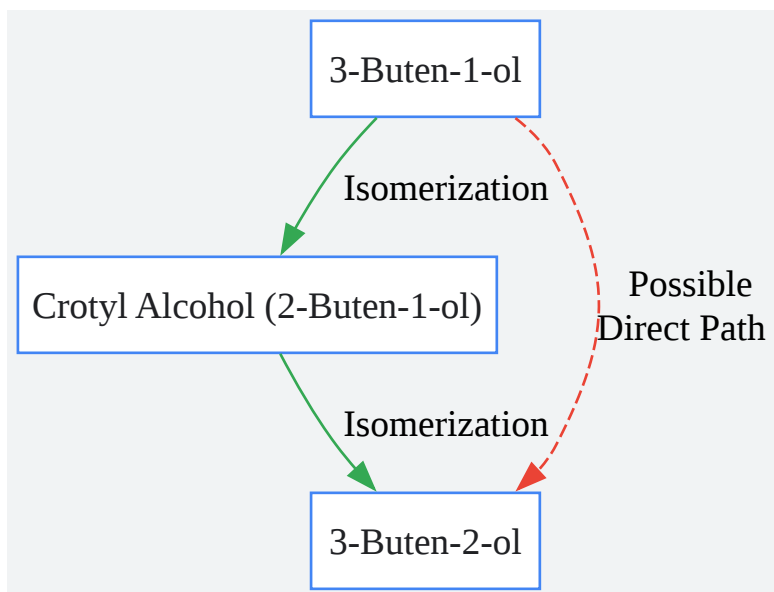 3-Buten-1-ol
Isomerization
Crotyl Alcohol (2-Buten-1-ol)
Possible
Direct Path
Isomerization
3-Buten-2-ol